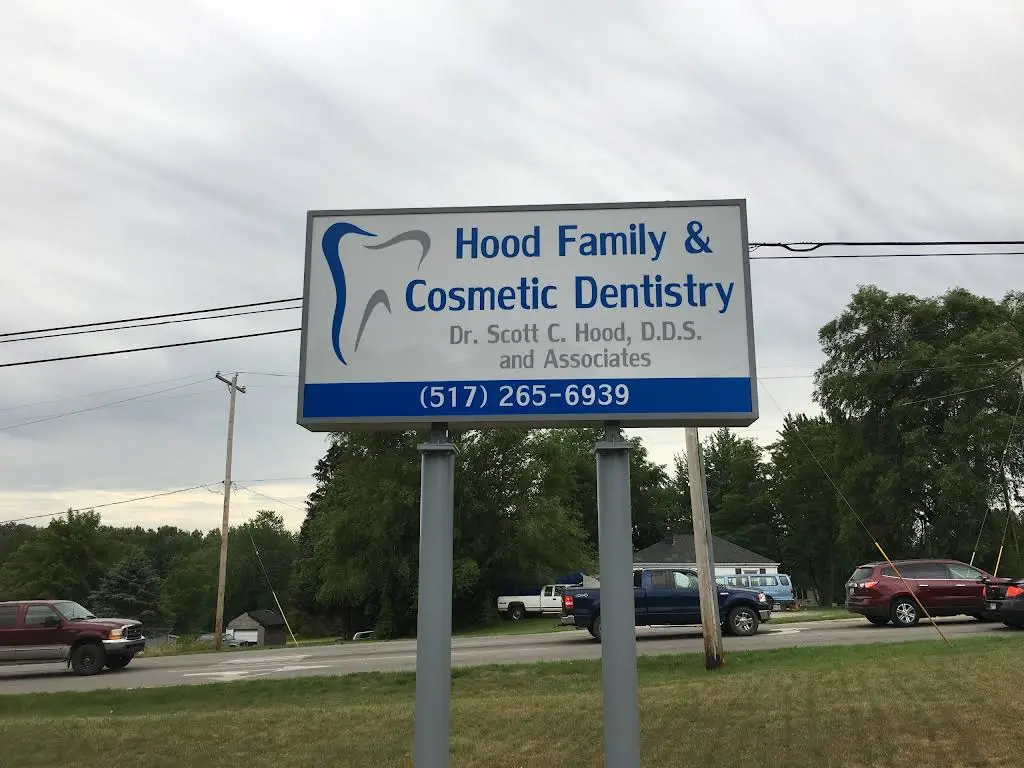 Hood Family &
Cosmetic Dentistry
Dr. Scott C. Hood, D.D.S.
and Associates
(517) 265-6939